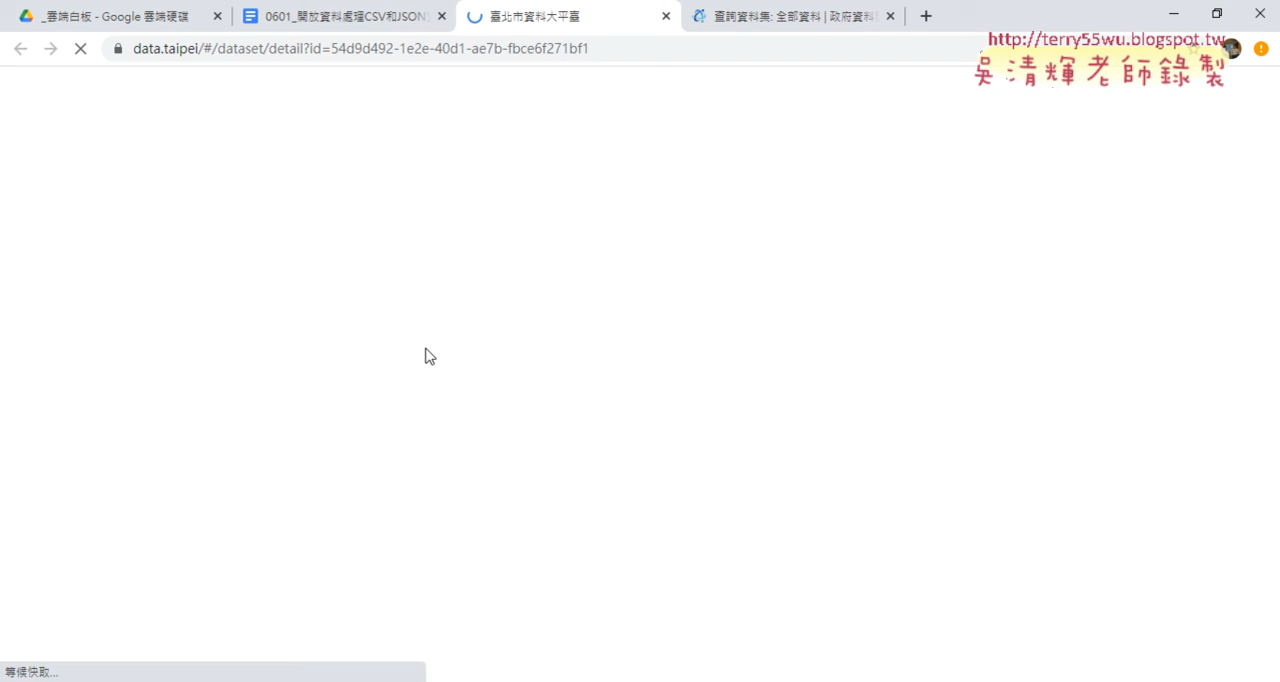 _雲端白板 - Google 雲端硬碟
0601_開放資料處理CSV和JSON
臺北市資料大平臺
查詢資料集: 全部資料 | 政府資料
data.taipei/#/dataset/detail?id=54d9d492-1e2e-40d1-ae7b-fbce6f271bf1
http://terry55wu.blogspot.tw
吳清輝老師錄製
等候快取...